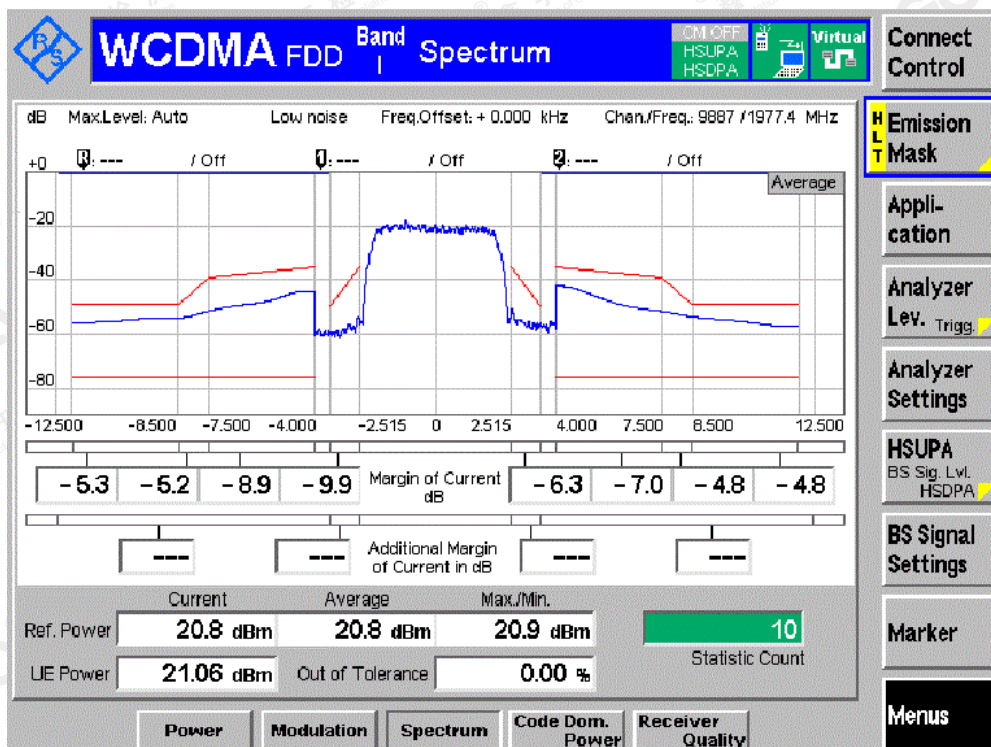 R S
WCDMA FDD Band I Spectrum
CM OFF
HSUPA
HSDPA
Virtual
Connect Control
dB Max.Level: Auto Low noise Freq.Offset: + 0.000 kHz Chan./Freq.: 9887 / 1977.4 MHz
R: --- / Off 1: --- / Off 2: --- / Off
Average
+0
-20
-40
-60
-80
-12.500 -8.500 -7.500 -4.000 -2.515 0 2.515 4.000 7.500 8.500 12.500
-5.3 -5.2 -8.9 -9.9 Margin of Current dB -6.3 -7.0 -4.8 -4.8
--- --- Additional Margin of Current in dB --- ---
Current Average Max./Min.
Ref. Power 20.8 dBm 20.8 dBm 20.9 dBm 10
Statistic Count
UE Power 21.06 dBm Out of Tolerance 0.00 %
HLT
Emission Mask
Appli-
cation
Analyzer
Lev. Trigg.
Analyzer
Settings
HSUPA
BS Sig. Lvl.
HSDPA
BS Signal
Settings
Marker
Menus
Power Modulation Spectrum Code Dom. Power Receiver Quality